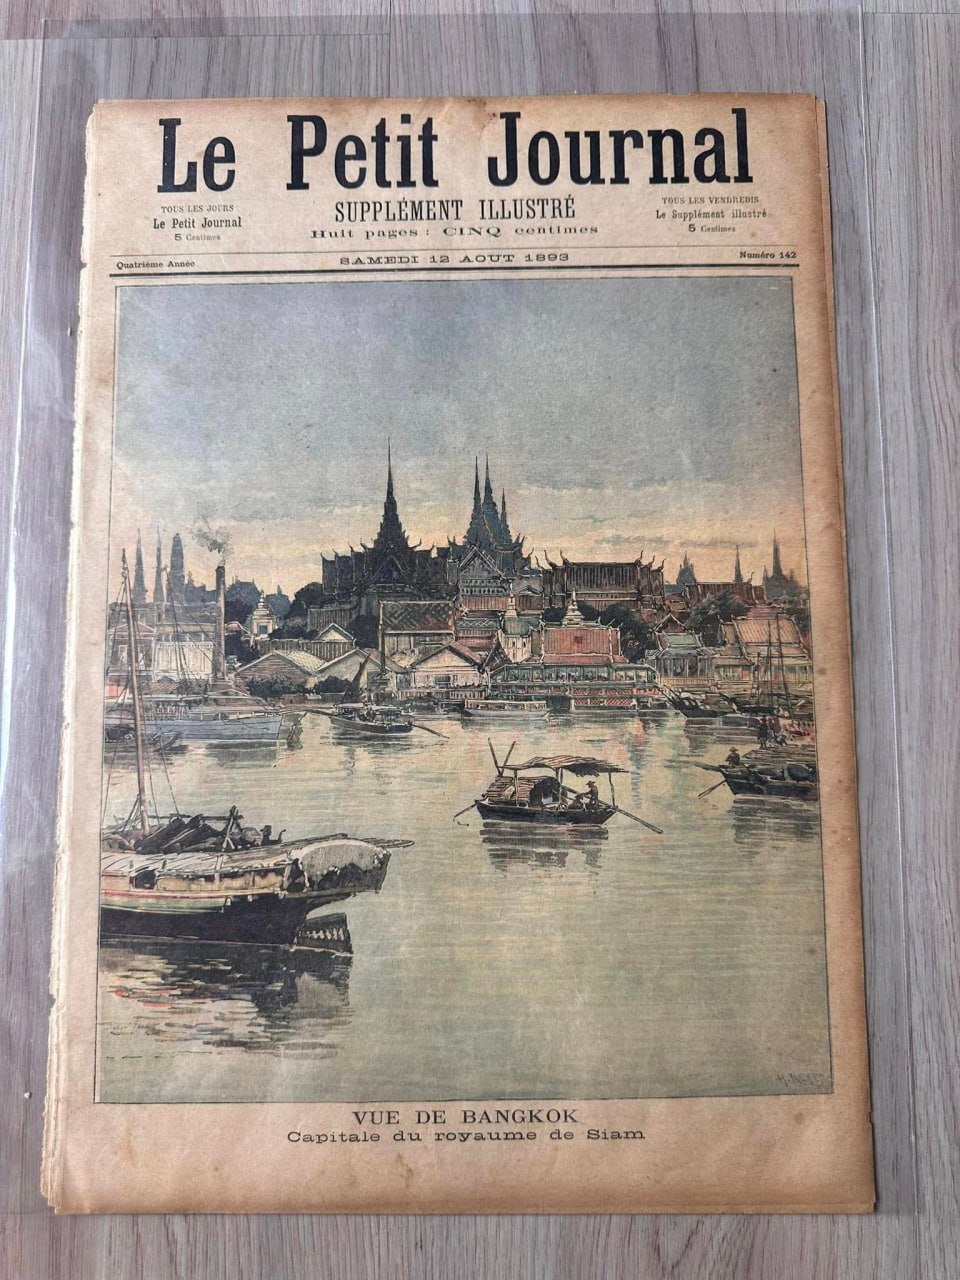 Le Petit Journal
TOUS LES JOURS
Le Petit Journal
5 Centimes
SUPPLÉMENT ILLUSTRÉ
Huit pages : CINQ centimes
TOUS LES VENDREDIS
Le Supplément illustré
5 Centimes
Quatrième Année
SAMEDI 12 AOUT 1893
Numéro 142
VUE DE BANGKOK
Capitale du royaume de Siam